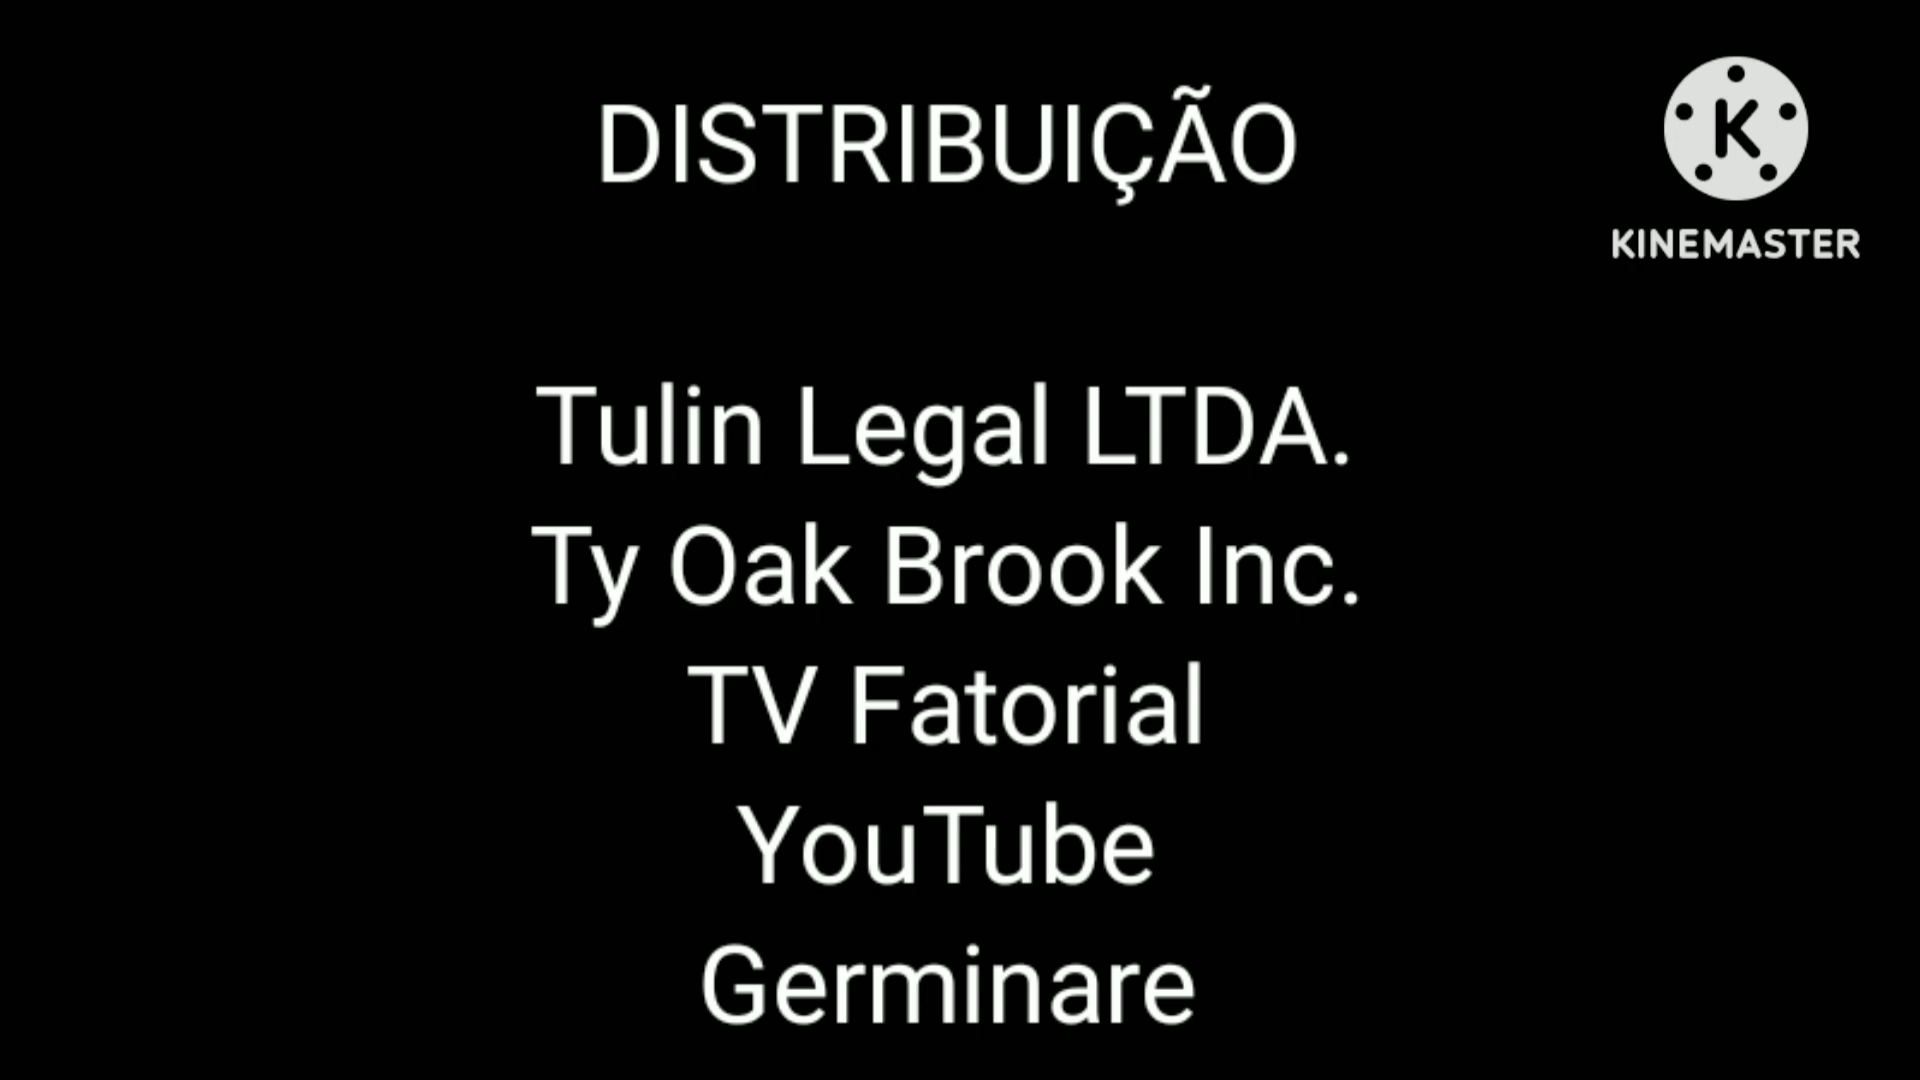 DISTRIBUIÇÃO
K
KINEMASTER
Tulin Legal LTDA.
Ty Oak Brook Inc.
TV Fatorial
YouTube
Germinare